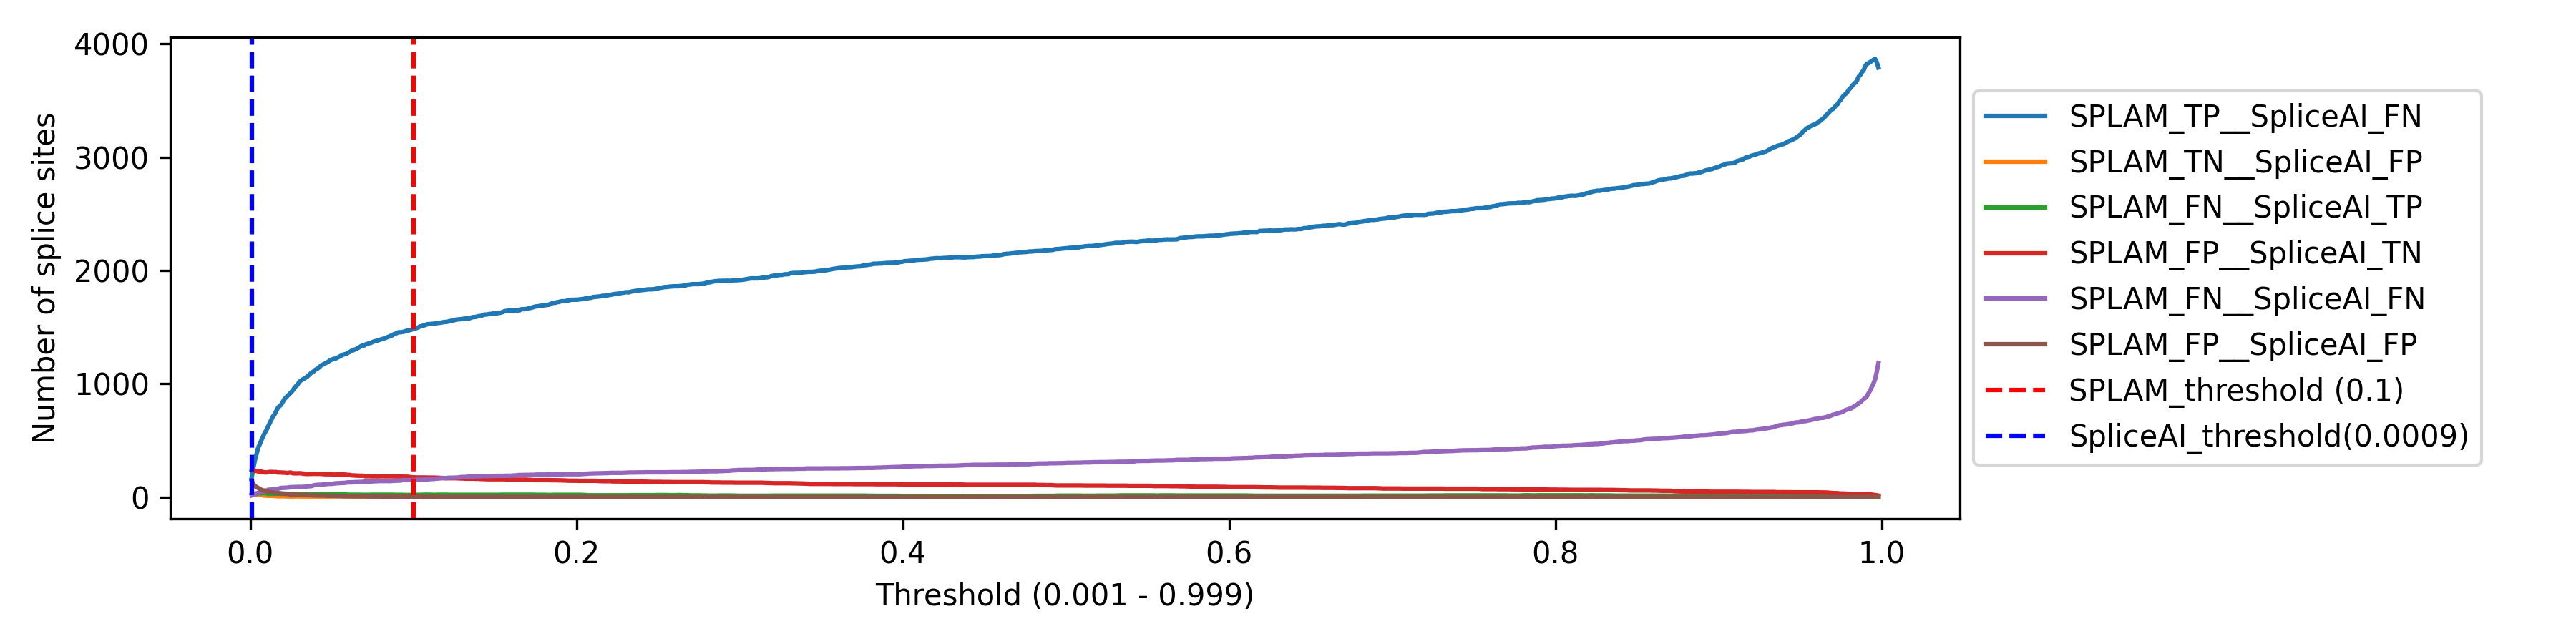 4000
3000
2000
1000
0
Number of splice sites
0.0 0.2 0.4 0.6 0.8 1.0
Threshold (0.001 - 0.999)
SPLAM_TP__SpliceAI_FN
SPLAM_TN__SpliceAI_FP
SPLAM_FN__SpliceAI_TP
SPLAM_FP__SpliceAI_TN
SPLAM_FN__SpliceAI_FN
SPLAM_FP__SpliceAI_FP
SPLAM_threshold (0.1)
SpliceAI_threshold(0.0009)